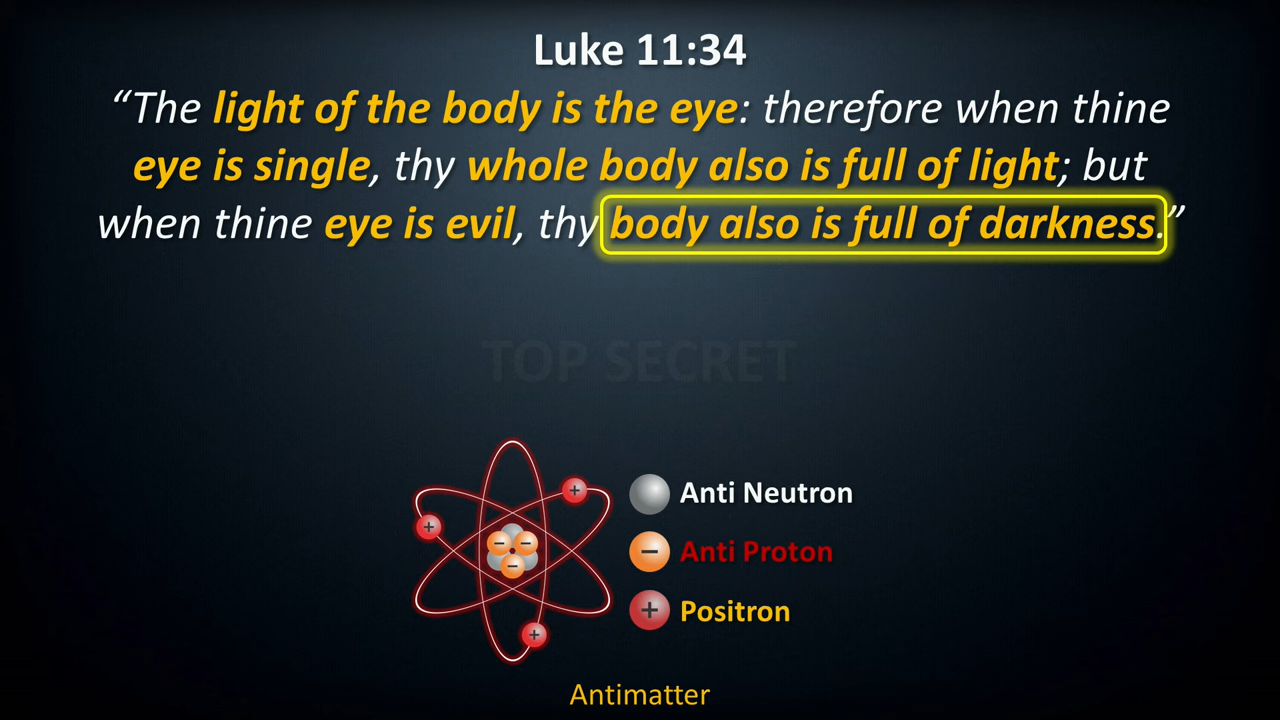 Luke 11:34
“The light of the body is the eye: therefore when thine
eye is single, thy whole body also is full of light; but
when thine eye is evil, thy body also is full of darkness.”
TOP SECRET
+
+
− −
−
+
Anti Neutron
− Anti Proton
+ Positron
Antimatter